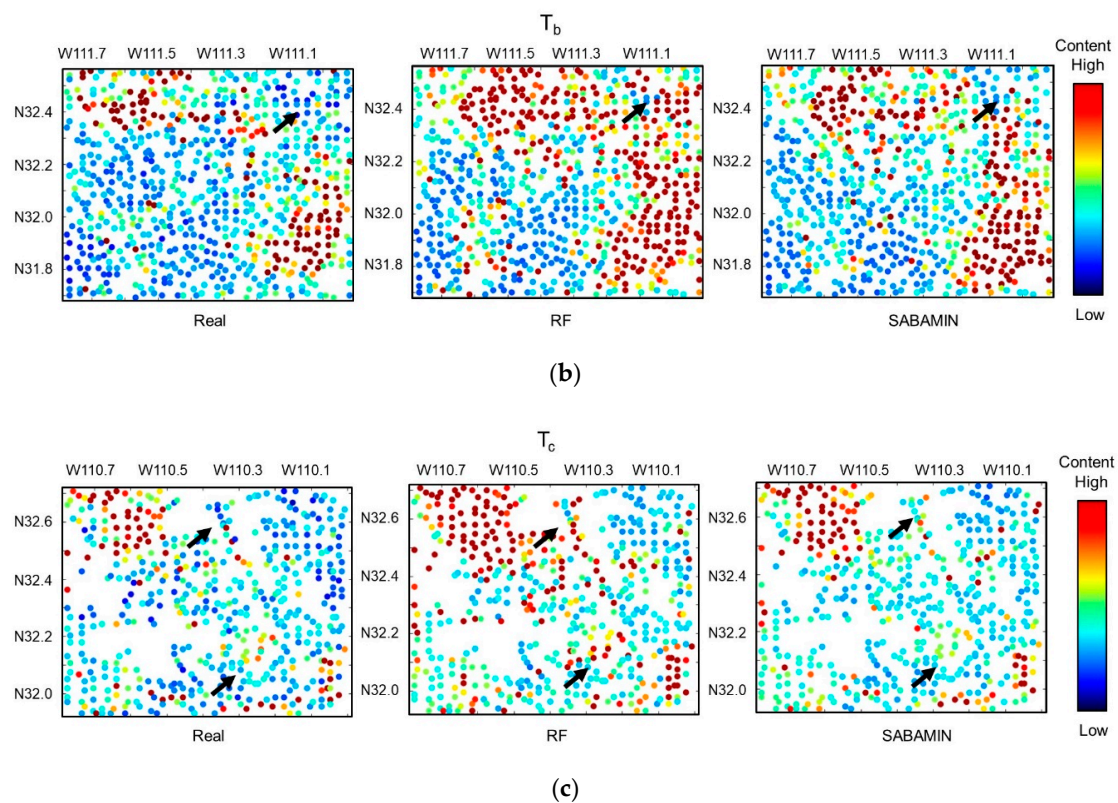 T_b
W111.7 W111.5 W111.3 W111.1
W111.7 W111.5 W111.3 W111.1
W111.7 W111.5 W111.3 W111.1
Content
High
N32.4
N32.2
N32.0
N31.8
N32.4
N32.2
N32.0
N31.8
N32.4
N32.2
N32.0
N31.8
Low
Real
RF
SABAMIN
(b)
T_c
W110.7 W110.5 W110.3 W110.1
W110.7 W110.5 W110.3 W110.1
W110.7 W110.5 W110.3 W110.1
Content
High
N32.6
N32.4
N32.2
N32.0
N32.6
N32.4
N32.2
N32.0
N32.6
N32.4
N32.2
N32.0
Low
Real
RF
SABAMIN
(c)